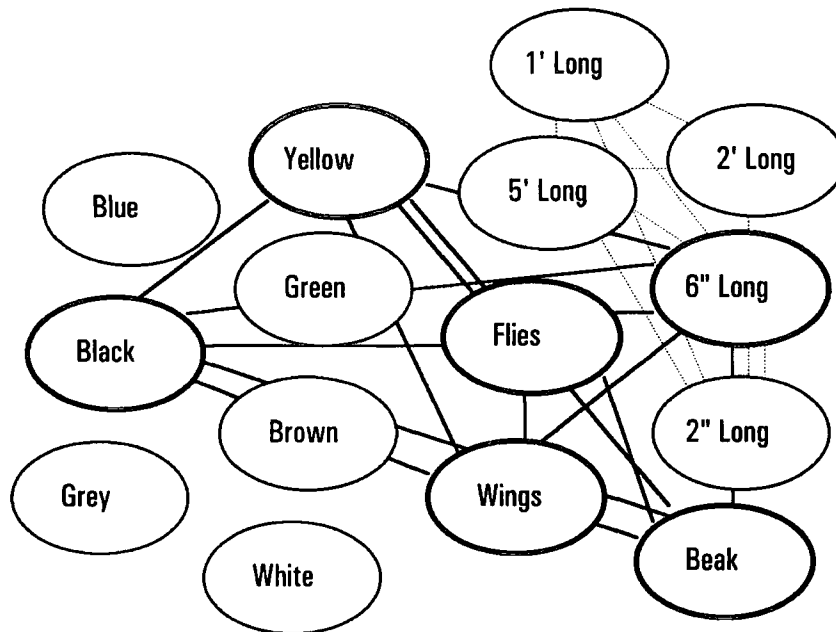 1' Long
Yellow
2' Long
5' Long
Blue
Green
6" Long
Flies
Black
Brown
2" Long
Grey
Wings
Beak
White